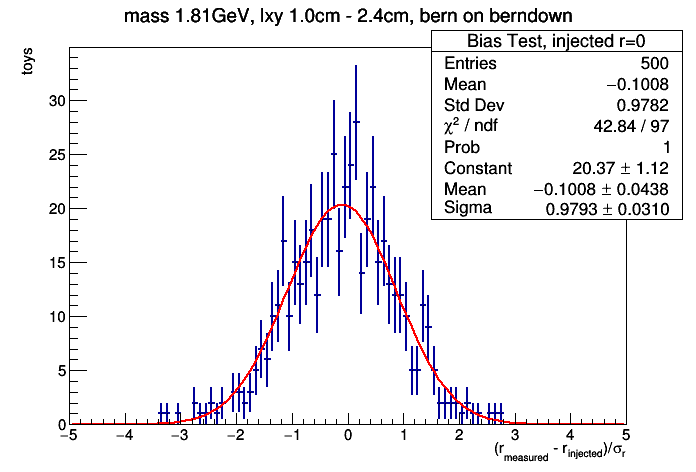 mass 1.81GeV, lxy 1.0cm - 2.4cm, bern on berndown
toys
Bias Test, injected r=0
Entries 500
Mean −0.1008
Std Dev 0.9782
χ² / ndf 42.84 / 97
Prob 1
Constant 20.37 ± 1.12
Mean −0.1008 ± 0.0438
Sigma 0.9793 ± 0.0310
30
25
20
15
10
5
0
−5 −4 −3 −2 −1 0 1 2 3 4 5
(r_measured - r_injected)/σ_r